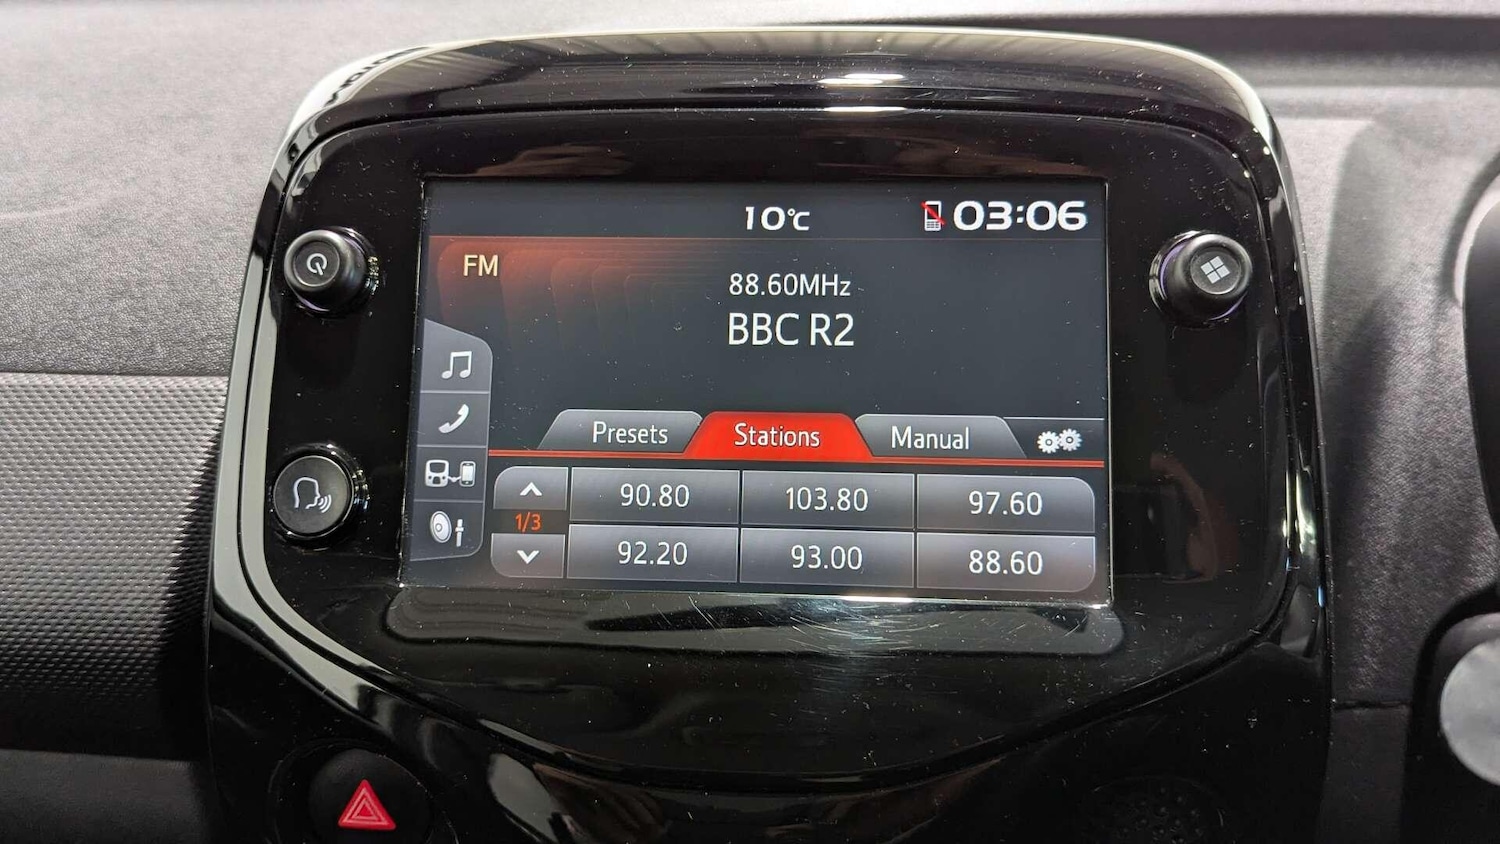 10°C 03:06
FM
88.60MHz
BBC R2
Presets Stations Manual
90.80 103.80 97.60
1/3
92.20 93.00 88.60